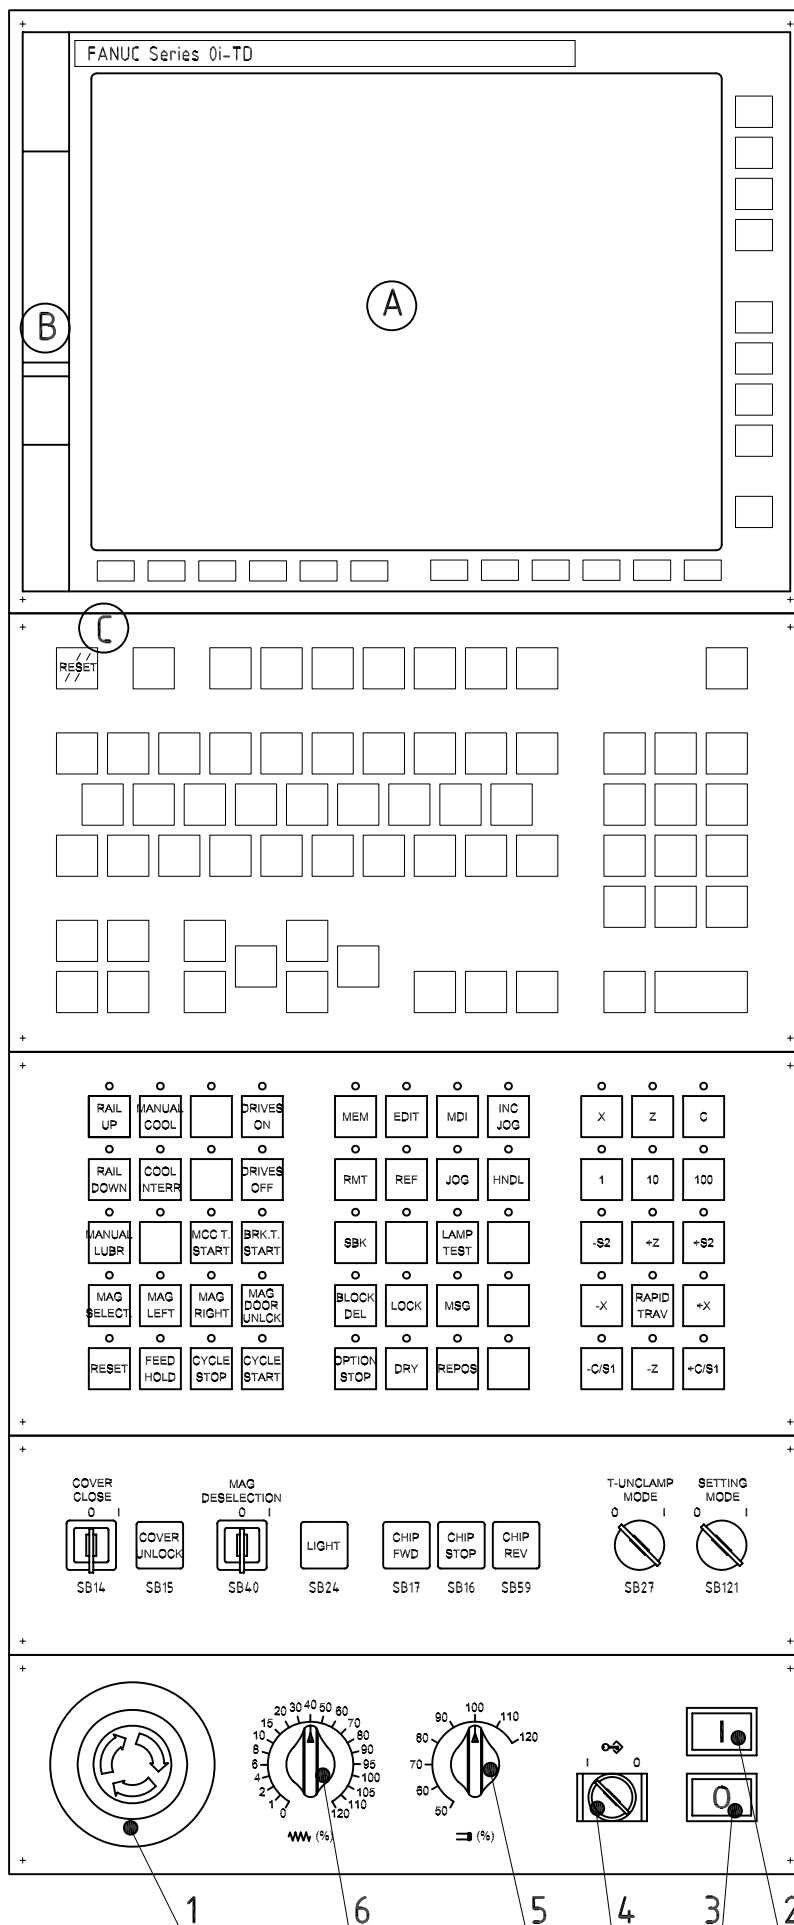 FANUC Series 0i-TD
A
B
C
RESET
RAIL UP
MANUAL COOL
DRIVES ON
MEM
EDIT
MDI
INC JOG
X
Z
C
RAIL DOWN
COOL INTERR
DRIVES OFF
RMT
REF
JOG
HNDL
1
10
100
MANUAL LUBR
MCC T. START
BRK.T. START
SBK
LAMP TEST
-S2
+Z
+S2
MAG SELECT.
MAG LEFT
MAG RIGHT
MAG DOOR UNLCK
BLOCK DEL
LOCK
MSG
-X
RAPID TRAV
+X
RESET
FEED HOLD
CYCLE STOP
CYCLE START
OPTION STOP
DRY
REPOS
-C/S1
-Z
+C/S1
COVER CLOSE
0 I
SB14
COVER UNLOCK
SB15
MAG DESELECTION
0 I
SB40
LIGHT
SB24
CHIP FWD
SB17
CHIP STOP
SB16
CHIP REV
SB59
T-UNCLAMP MODE
0 I
SB27
SETTING MODE
0 I
SB121
0 1 2 4 6 8 10 15 20 30 40 50 60 70 80 90 95 100 105 110 120
(%)
50 60 70 80 90 100 110 120
(%)
I 0
I
0
1
6
5
4
3
2